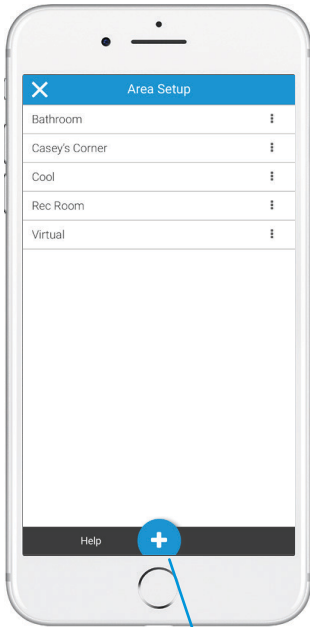 Area Setup
Bathroom
Casey's Corner
Cool
Rec Room
Virtual
Help